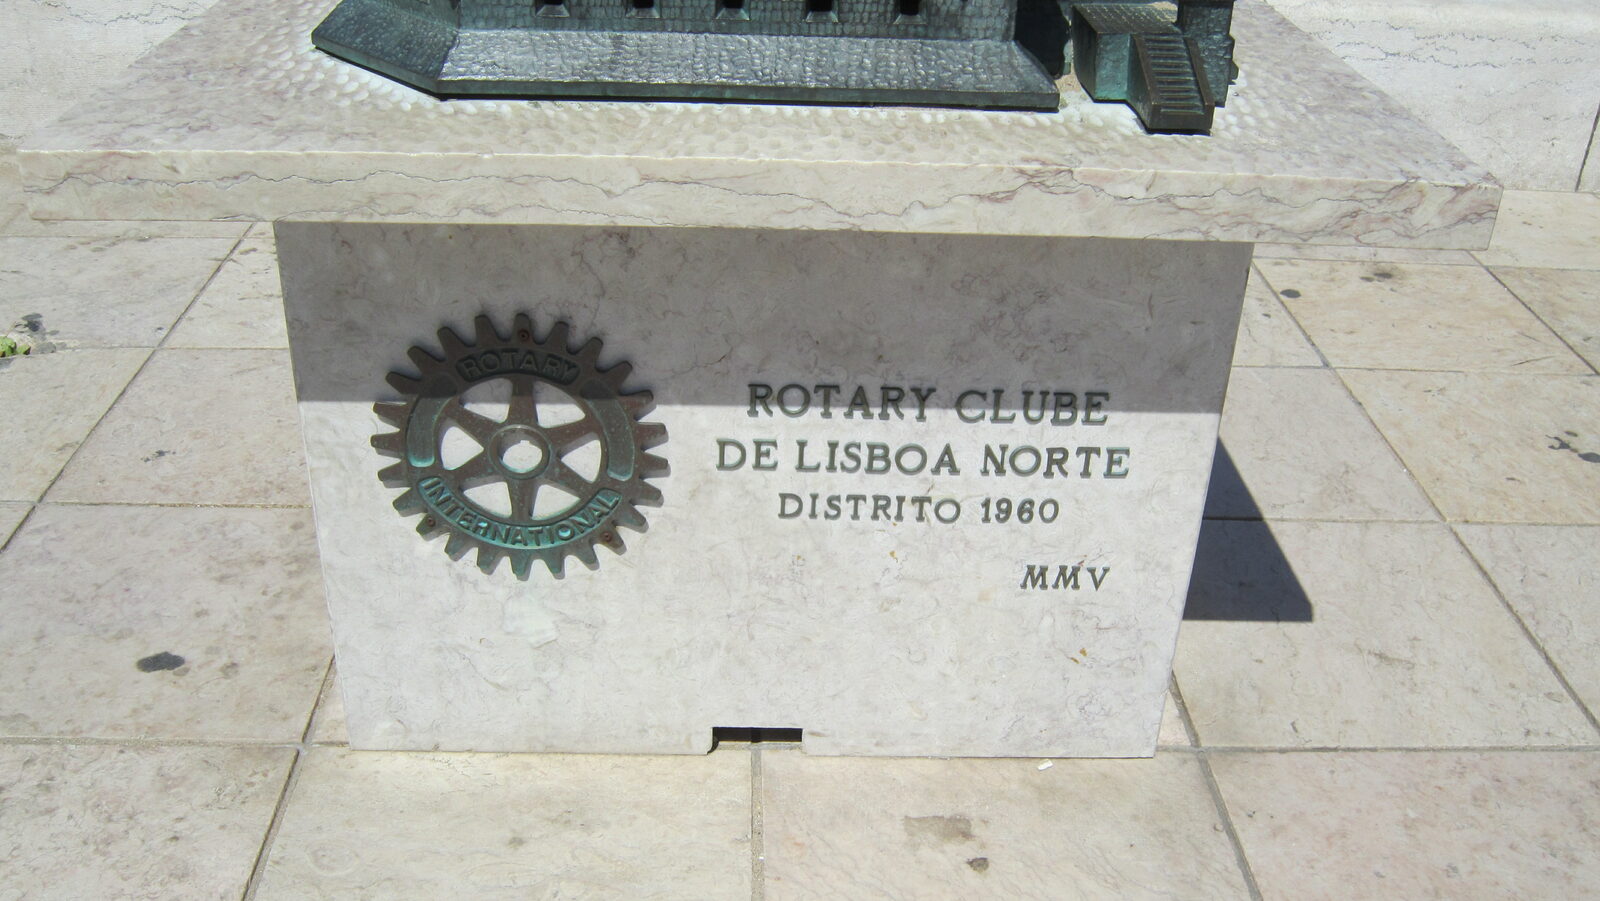 ROTARY
INTERNATIONAL
ROTARY CLUBE
DE LISBOA NORTE
DISTRITO 1960
MMV